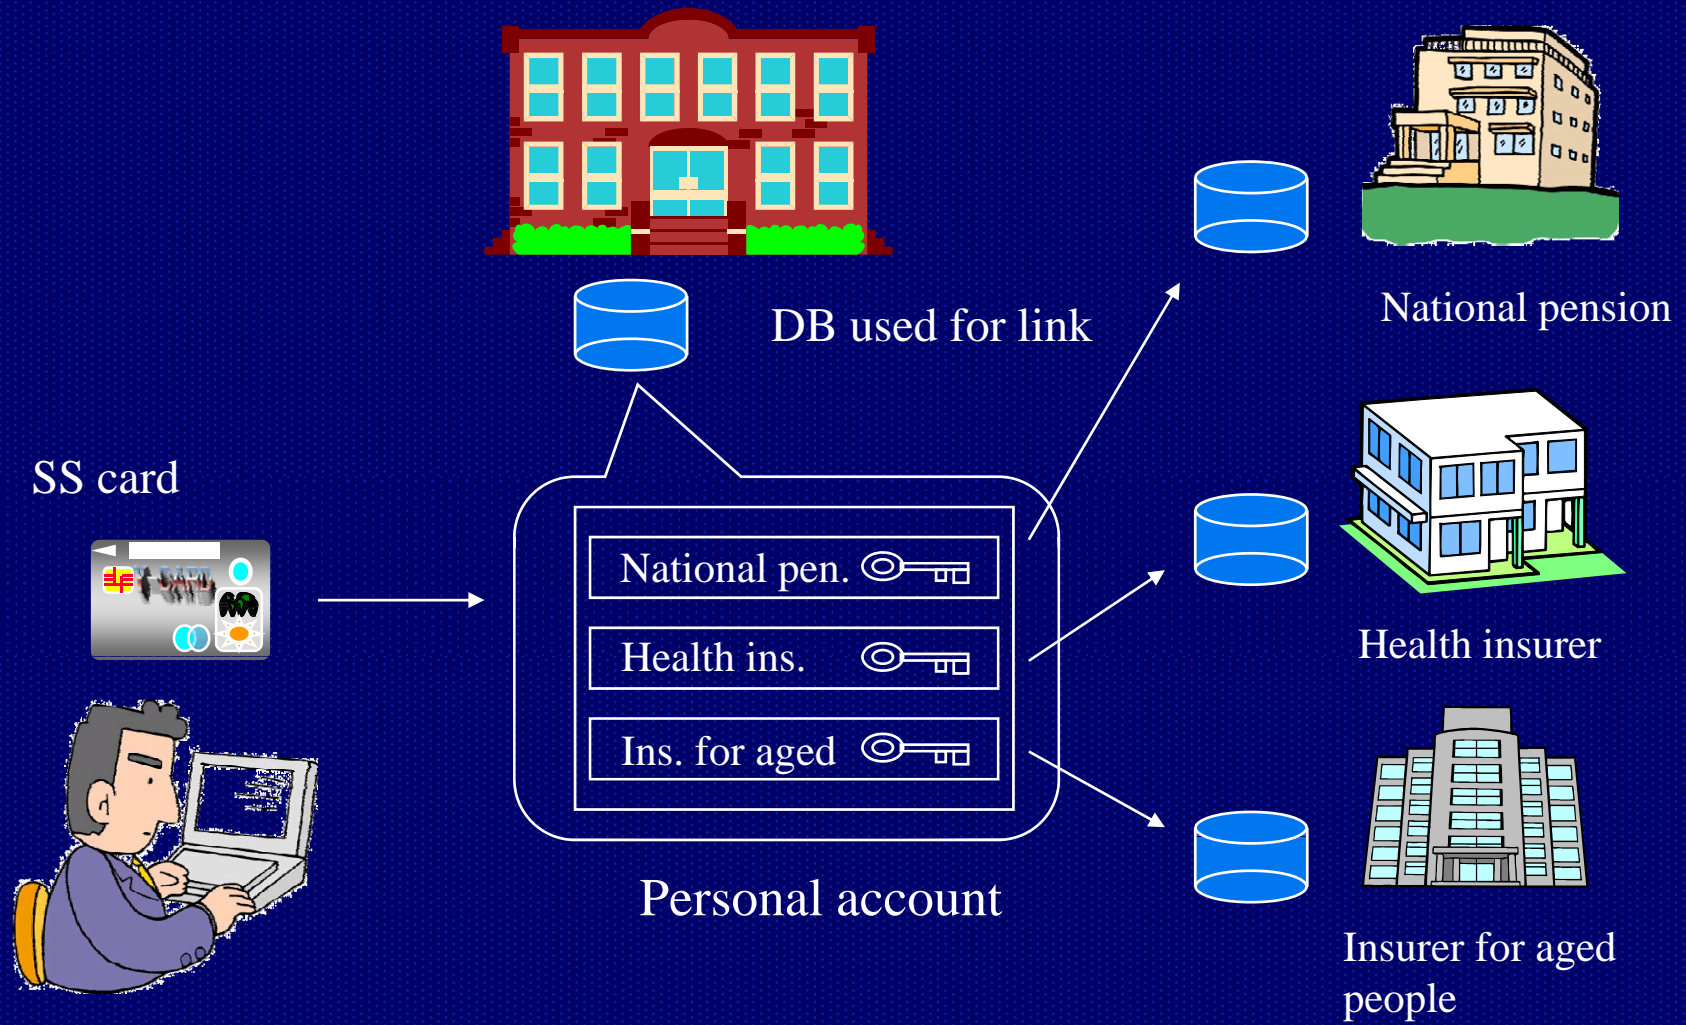 DB used for link
National pension
SS card
National pen.
Health ins.
Ins. for aged
Health insurer
Personal account
Insurer for aged
people